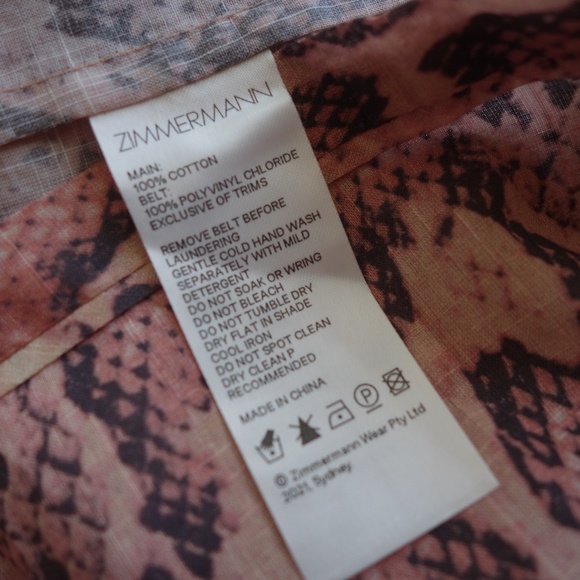 ZIMMERMANN
MAIN:
100% COTTON
BELT:
100% POLYVINYL CHLORIDE
EXCLUSIVE OF TRIMS
REMOVE BELT BEFORE
LAUNDERING
GENTLE COLD HAND WASH
SEPARATELY WITH MILD
DETERGENT
DO NOT SOAK OR WRING
DO NOT BLEACH
DO NOT TUMBLE DRY
DRY FLAT IN SHADE
COOL IRON
DO NOT SPOT CLEAN
DRY CLEAN P
RECOMMENDED
MADE IN CHINA
P
© Zimmermann Wear Pty Ltd
2021, Sydney